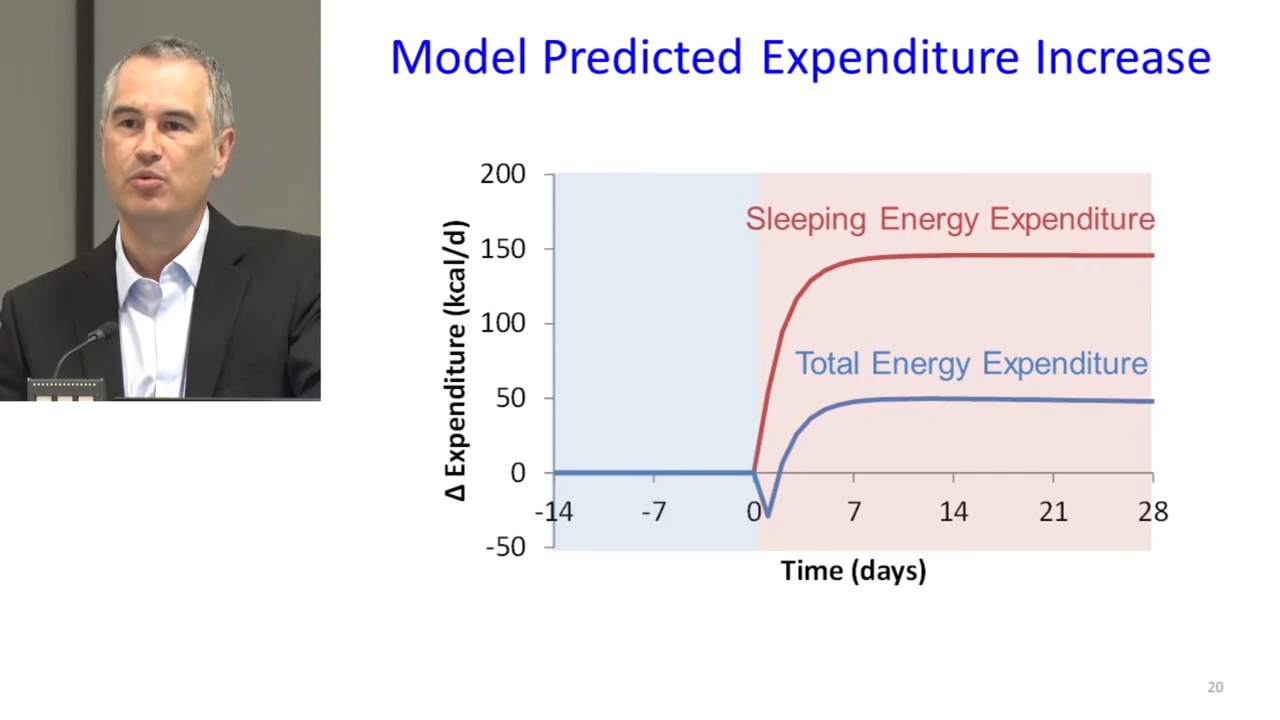 Model Predicted Expenditure Increase
200
150
100
50
0
-50
Δ Expenditure (kcal/d)
Sleeping Energy Expenditure
Total Energy Expenditure
-14 -7 0 7 14 21 28
Time (days)
20